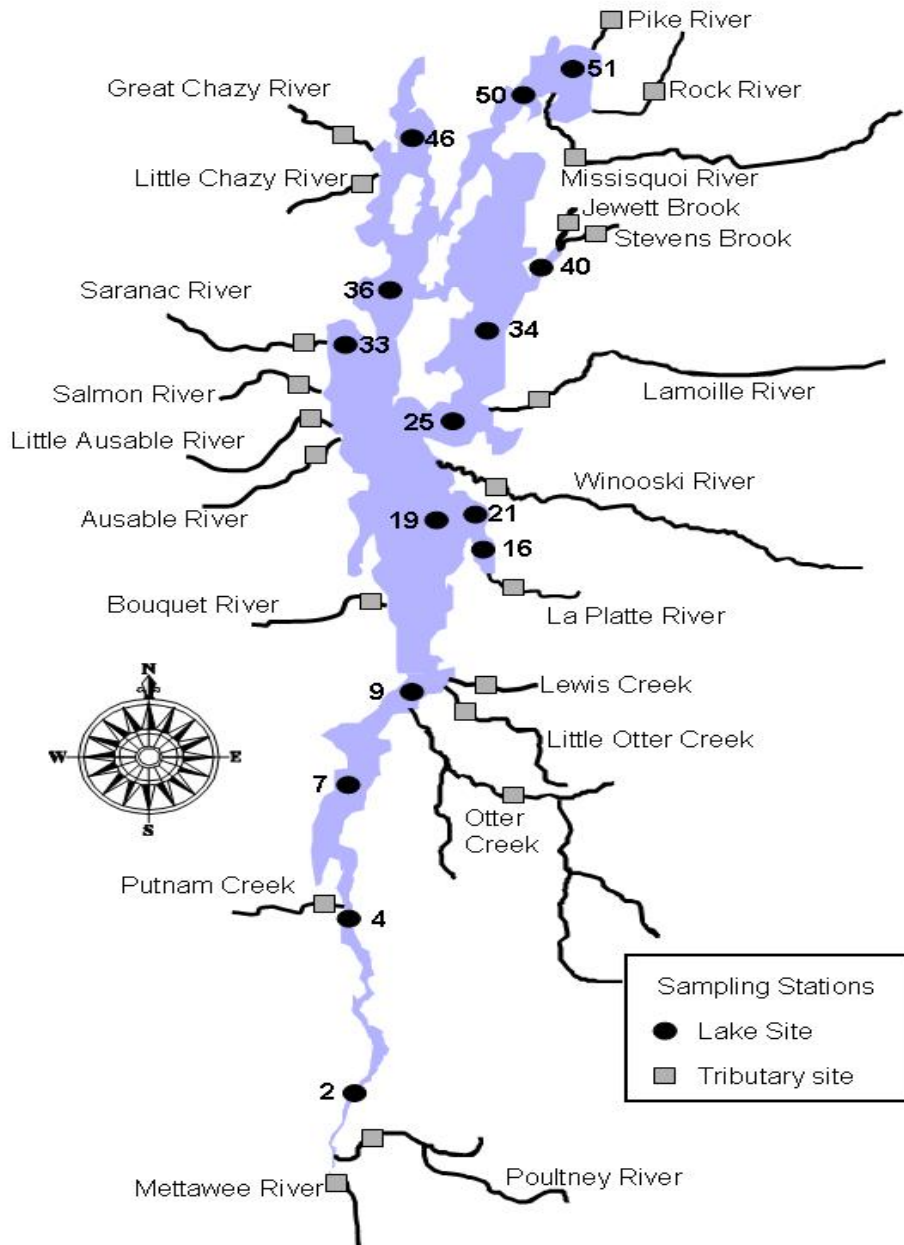 Pike River
51
50
Rock River
Great Chazy River
46
Little Chazy River
Missisquoi River
Jewett Brook
Stevens Brook
40
36
Saranac River
34
33
Salmon River
Lamoille River
25
Little Ausable River
Winooski River
Ausable River
21
19
16
Bouquet River
La Platte River
N
W
E
S
9
Lewis Creek
Little Otter Creek
7
Otter
Creek
Putnam Creek
4
Sampling Stations
Lake Site
Tributary site
2
Mettawee River
Poultney River